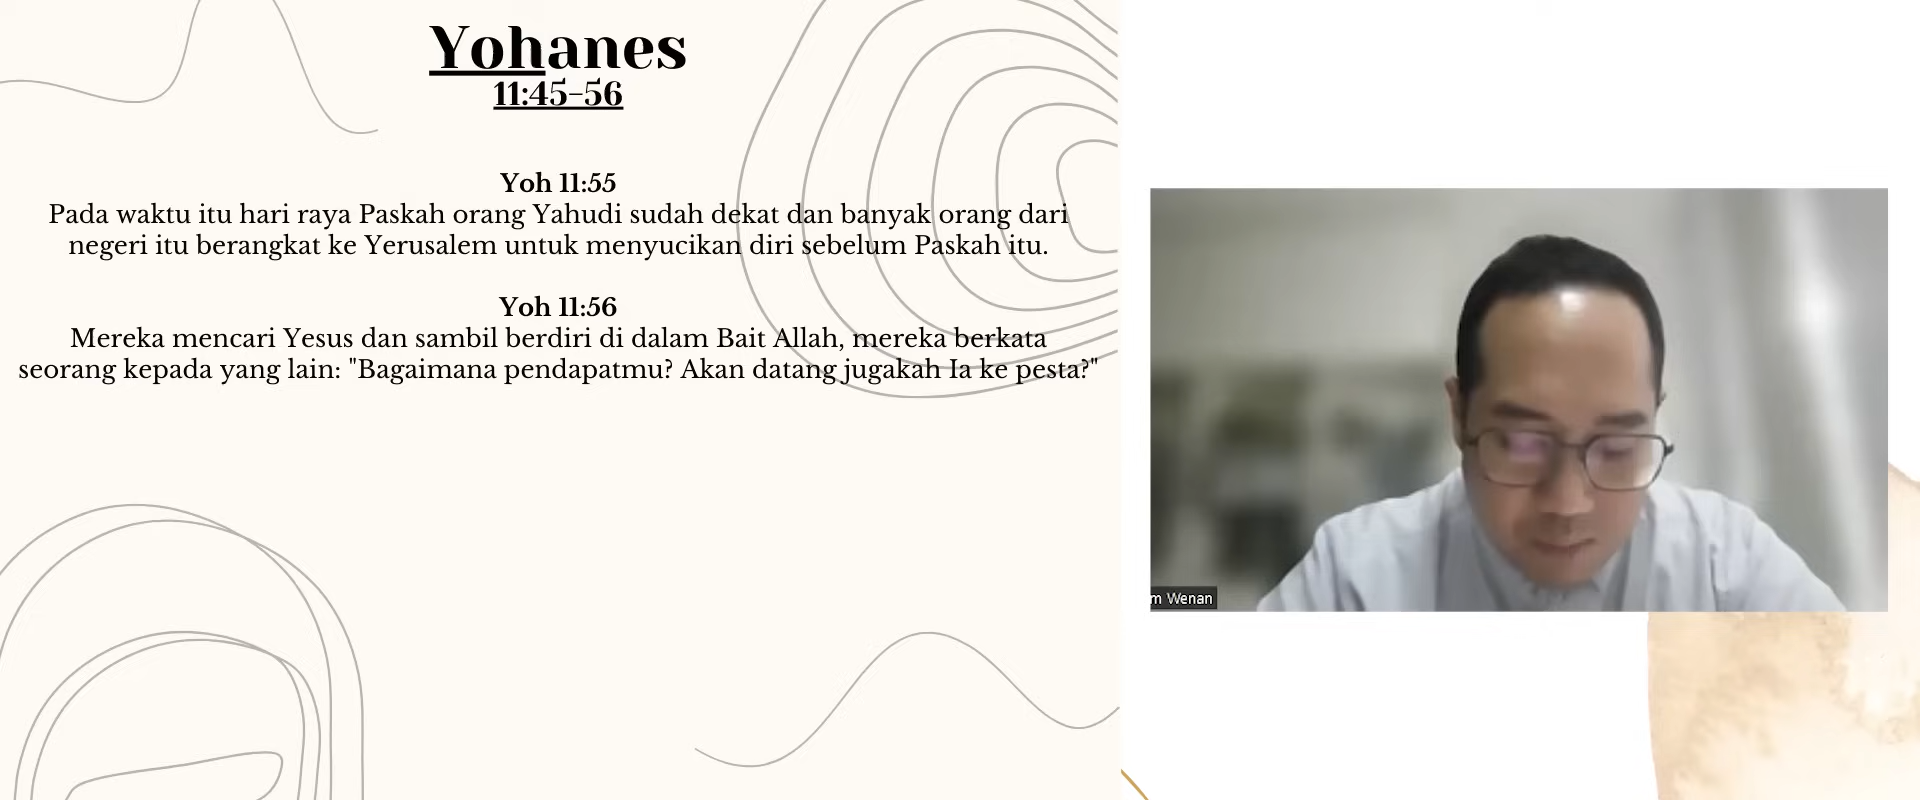 Yohanes
11:45-56
Yoh 11:55
Pada waktu itu hari raya Paskah orang Yahudi sudah dekat dan banyak orang dari
negeri itu berangkat ke Yerusalem untuk menyucikan diri sebelum Paskah itu.
Yoh 11:56
Mereka mencari Yesus dan sambil berdiri di dalam Bait Allah, mereka berkata
seorang kepada yang lain: "Bagaimana pendapatmu? Akan datang jugakah Ia ke pesta?"
m Wenan